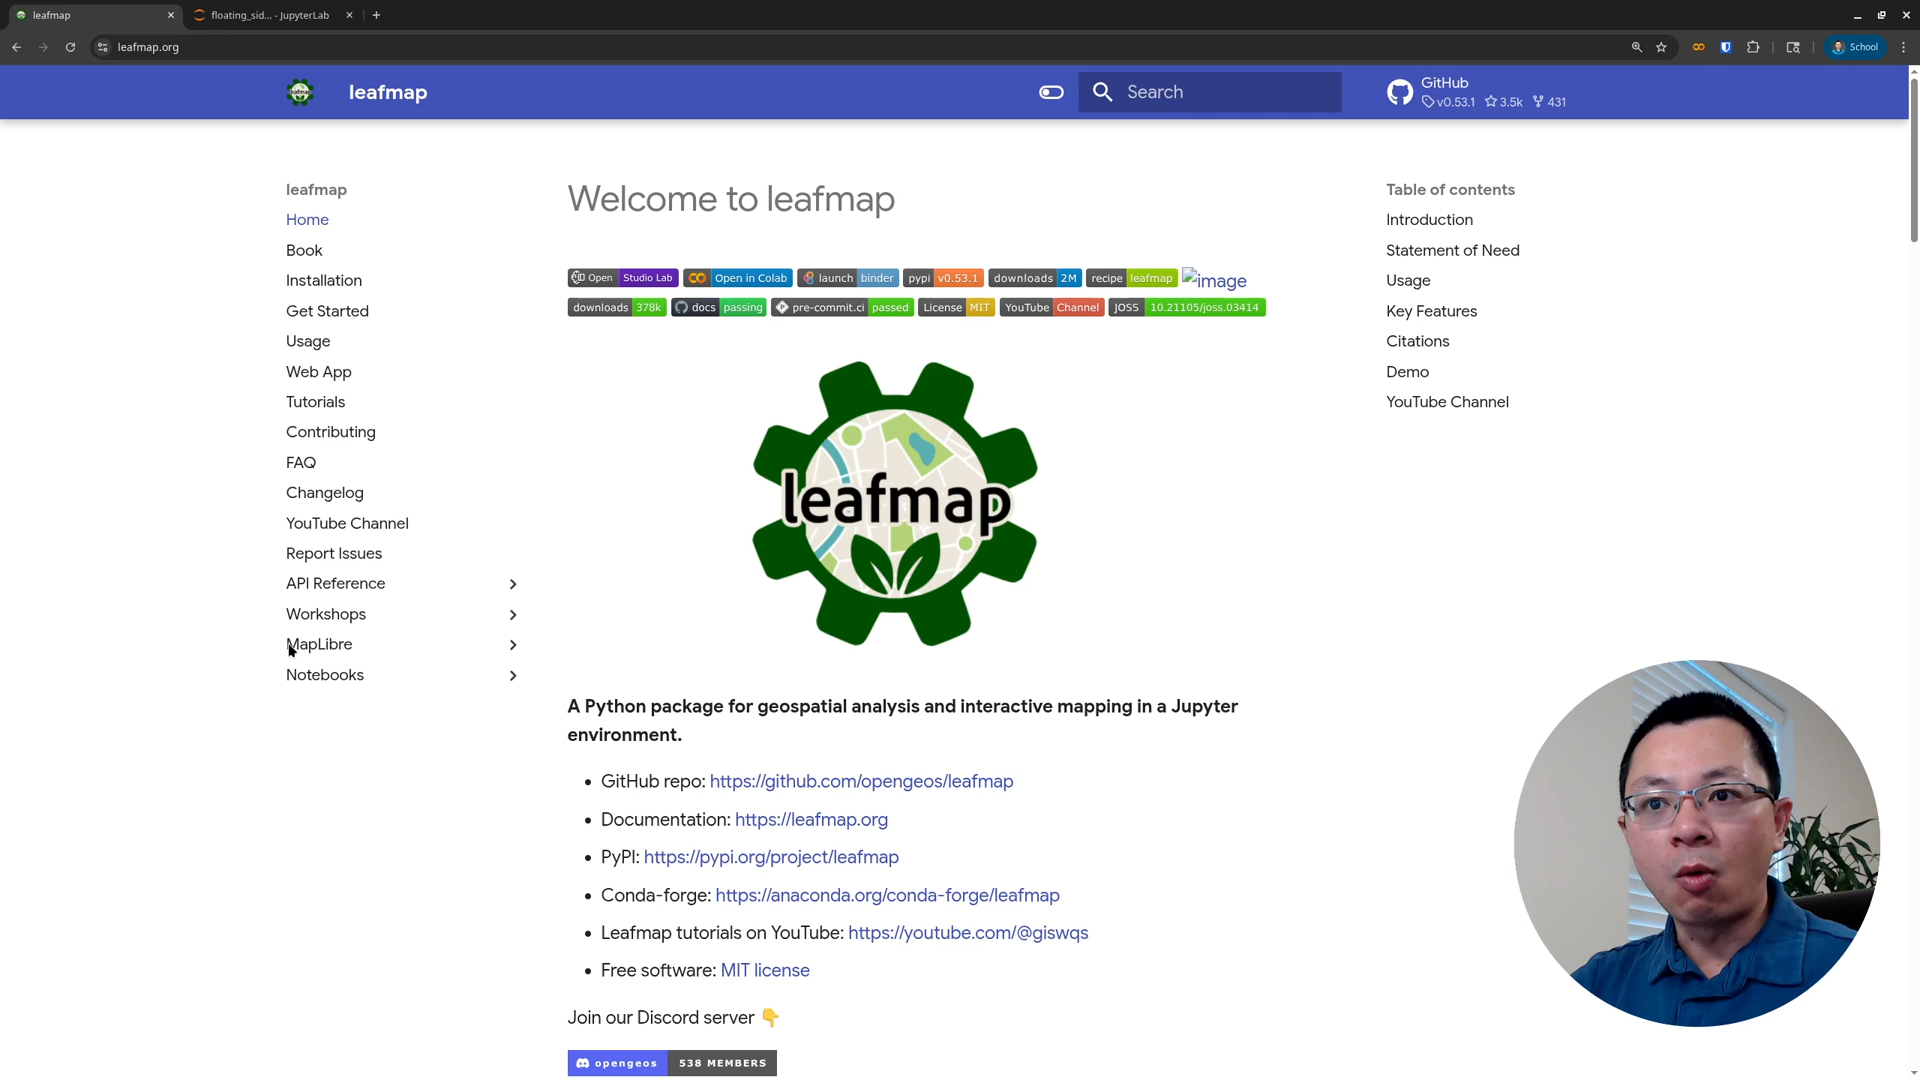 leafmap
floating_sid... - JupyterLab
leafmap.org
School
leafmap
Search
GitHub
v0.53.1 3.5k 431
leafmap
Home
Book
Installation
Get Started
Usage
Web App
Tutorials
Contributing
FAQ
Changelog
YouTube Channel
Report Issues
API Reference
Workshops
MapLibre
Notebooks
Welcome to leafmap
Open Studio Lab Open in Colab launch binder pypi v0.53.1 downloads 2M recipe leafmap image
downloads 378k docs passing pre-commit.ci passed License MIT YouTube Channel JOSS 10.21105/joss.03414
leafmap
A Python package for geospatial analysis and interactive mapping in a Jupyter
environment.
• GitHub repo: https://github.com/opengeos/leafmap
• Documentation: https://leafmap.org
• PyPI: https://pypi.org/project/leafmap
• Conda-forge: https://anaconda.org/conda-forge/leafmap
• Leafmap tutorials on YouTube: https://youtube.com/@giswqs
• Free software: MIT license
Join our Discord server 👇
opengeos 538 MEMBERS
Table of contents
Introduction
Statement of Need
Usage
Key Features
Citations
Demo
YouTube Channel